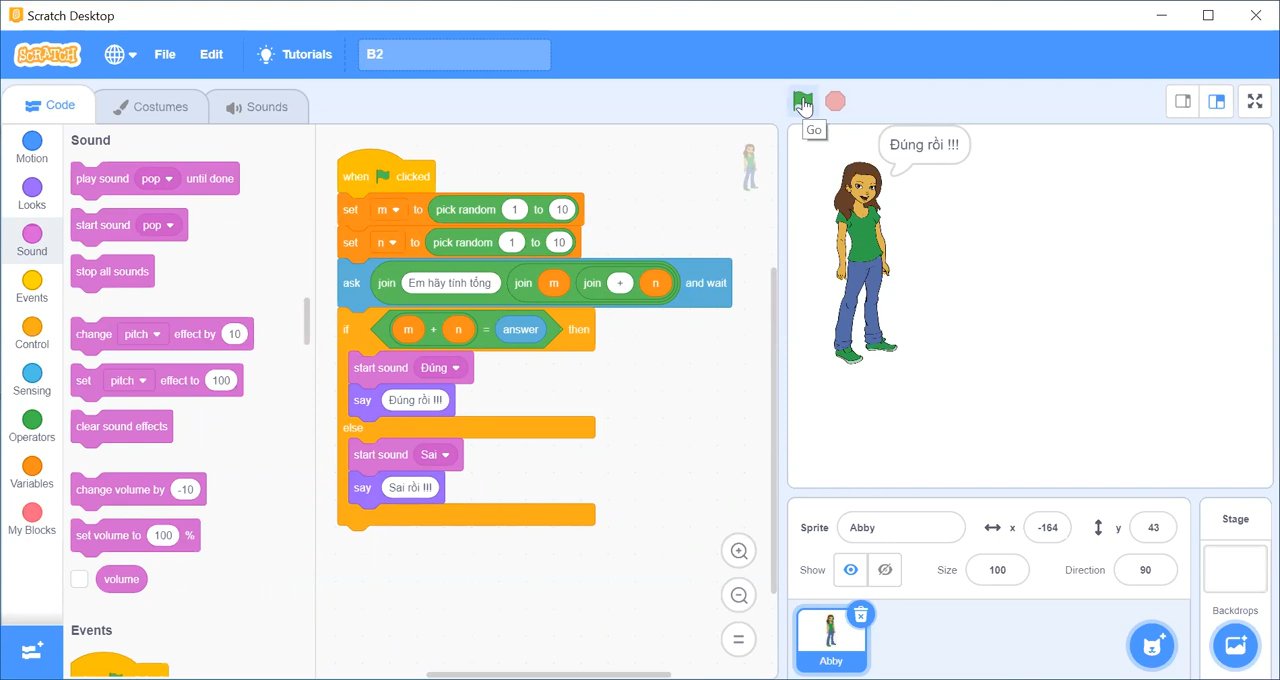 Scratch Desktop
SCRATCH File Edit Tutorials B2
Code Costumes Sounds
Go
Motion
Looks
Sound
Events
Control
Sensing
Operators
Variables
My Blocks
Sound
play sound pop until done
start sound pop
stop all sounds
change pitch effect by 10
set pitch effect to 100
clear sound effects
change volume by -10
set volume to 100 %
volume
Events
when clicked
set m to pick random 1 to 10
set n to pick random 1 to 10
ask join Em hãy tính tổng join m join + n and wait
if m + n = answer then
start sound Đúng
say Đúng rồi !!!
else
start sound Sai
say Sai rồi !!!
Đúng rồi !!!
Sprite Abby x -164 y 43
Show Size 100 Direction 90
Abby
Stage
Backdrops